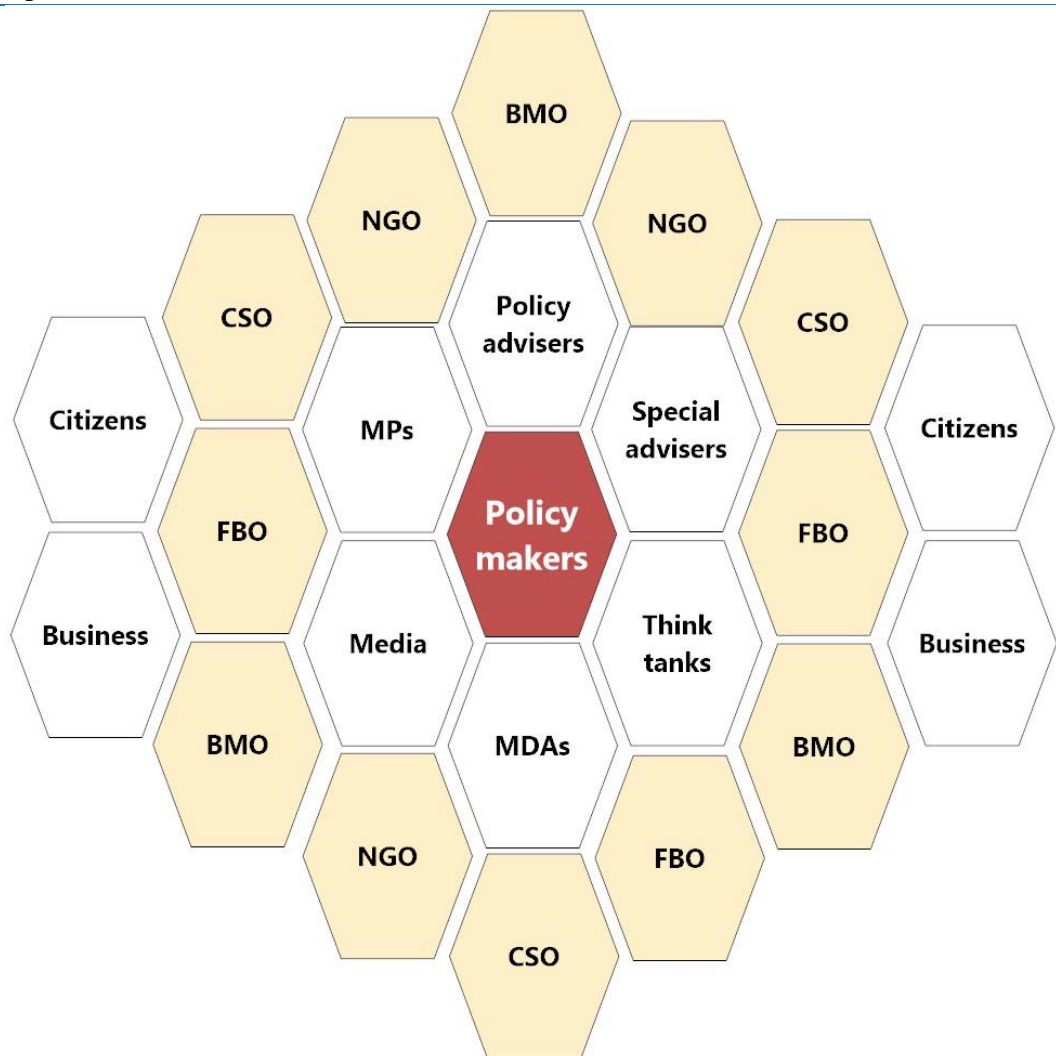 BMO
NGO
NGO
CSO
Policy
advisers
CSO
Citizens
MPs
Special
advisers
Citizens
FBO
Policy
makers
FBO
Business
Media
Think
tanks
Business
BMO
MDAs
BMO
NGO
FBO
CSO